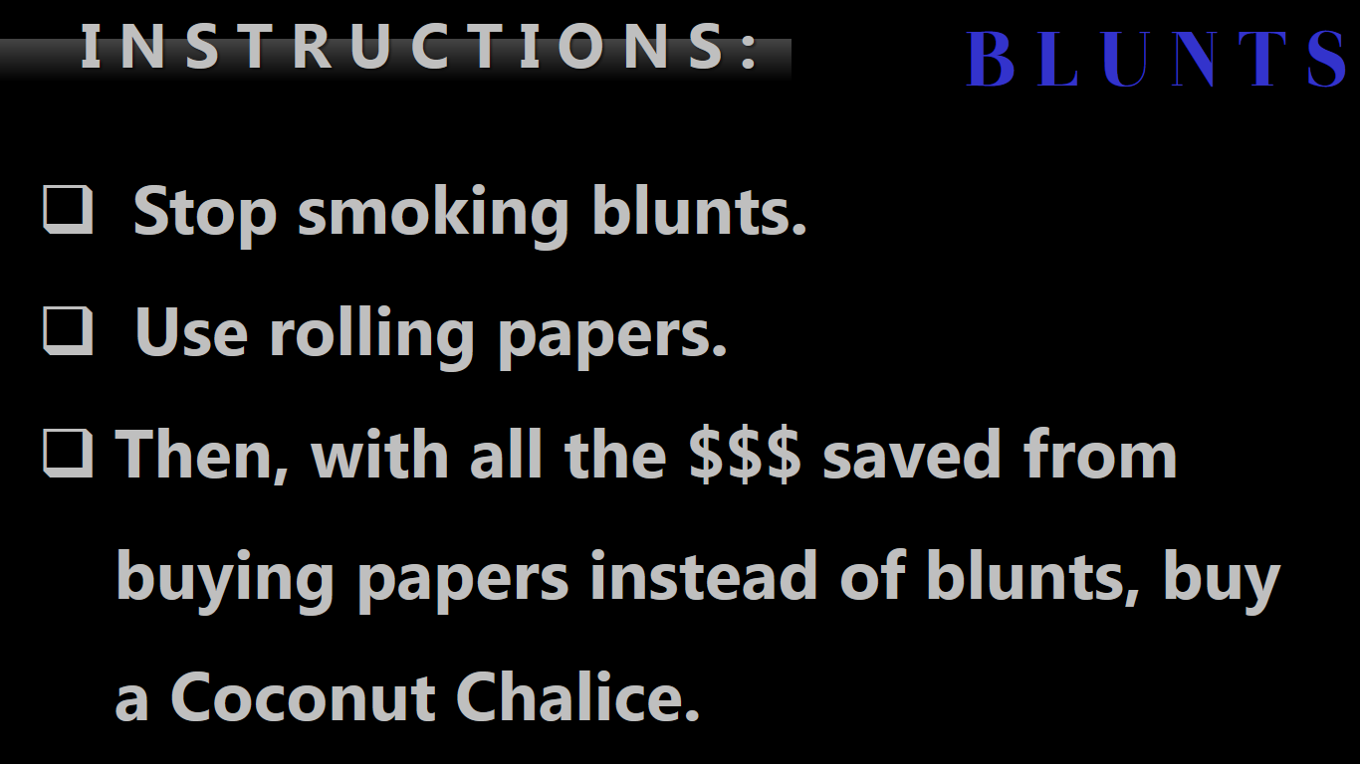 INSTRUCTIONS:
BLUNTS
❑ Stop smoking blunts.
❑ Use rolling papers.
❑ Then, with all the $$$ saved from
buying papers instead of blunts, buy
a Coconut Chalice.